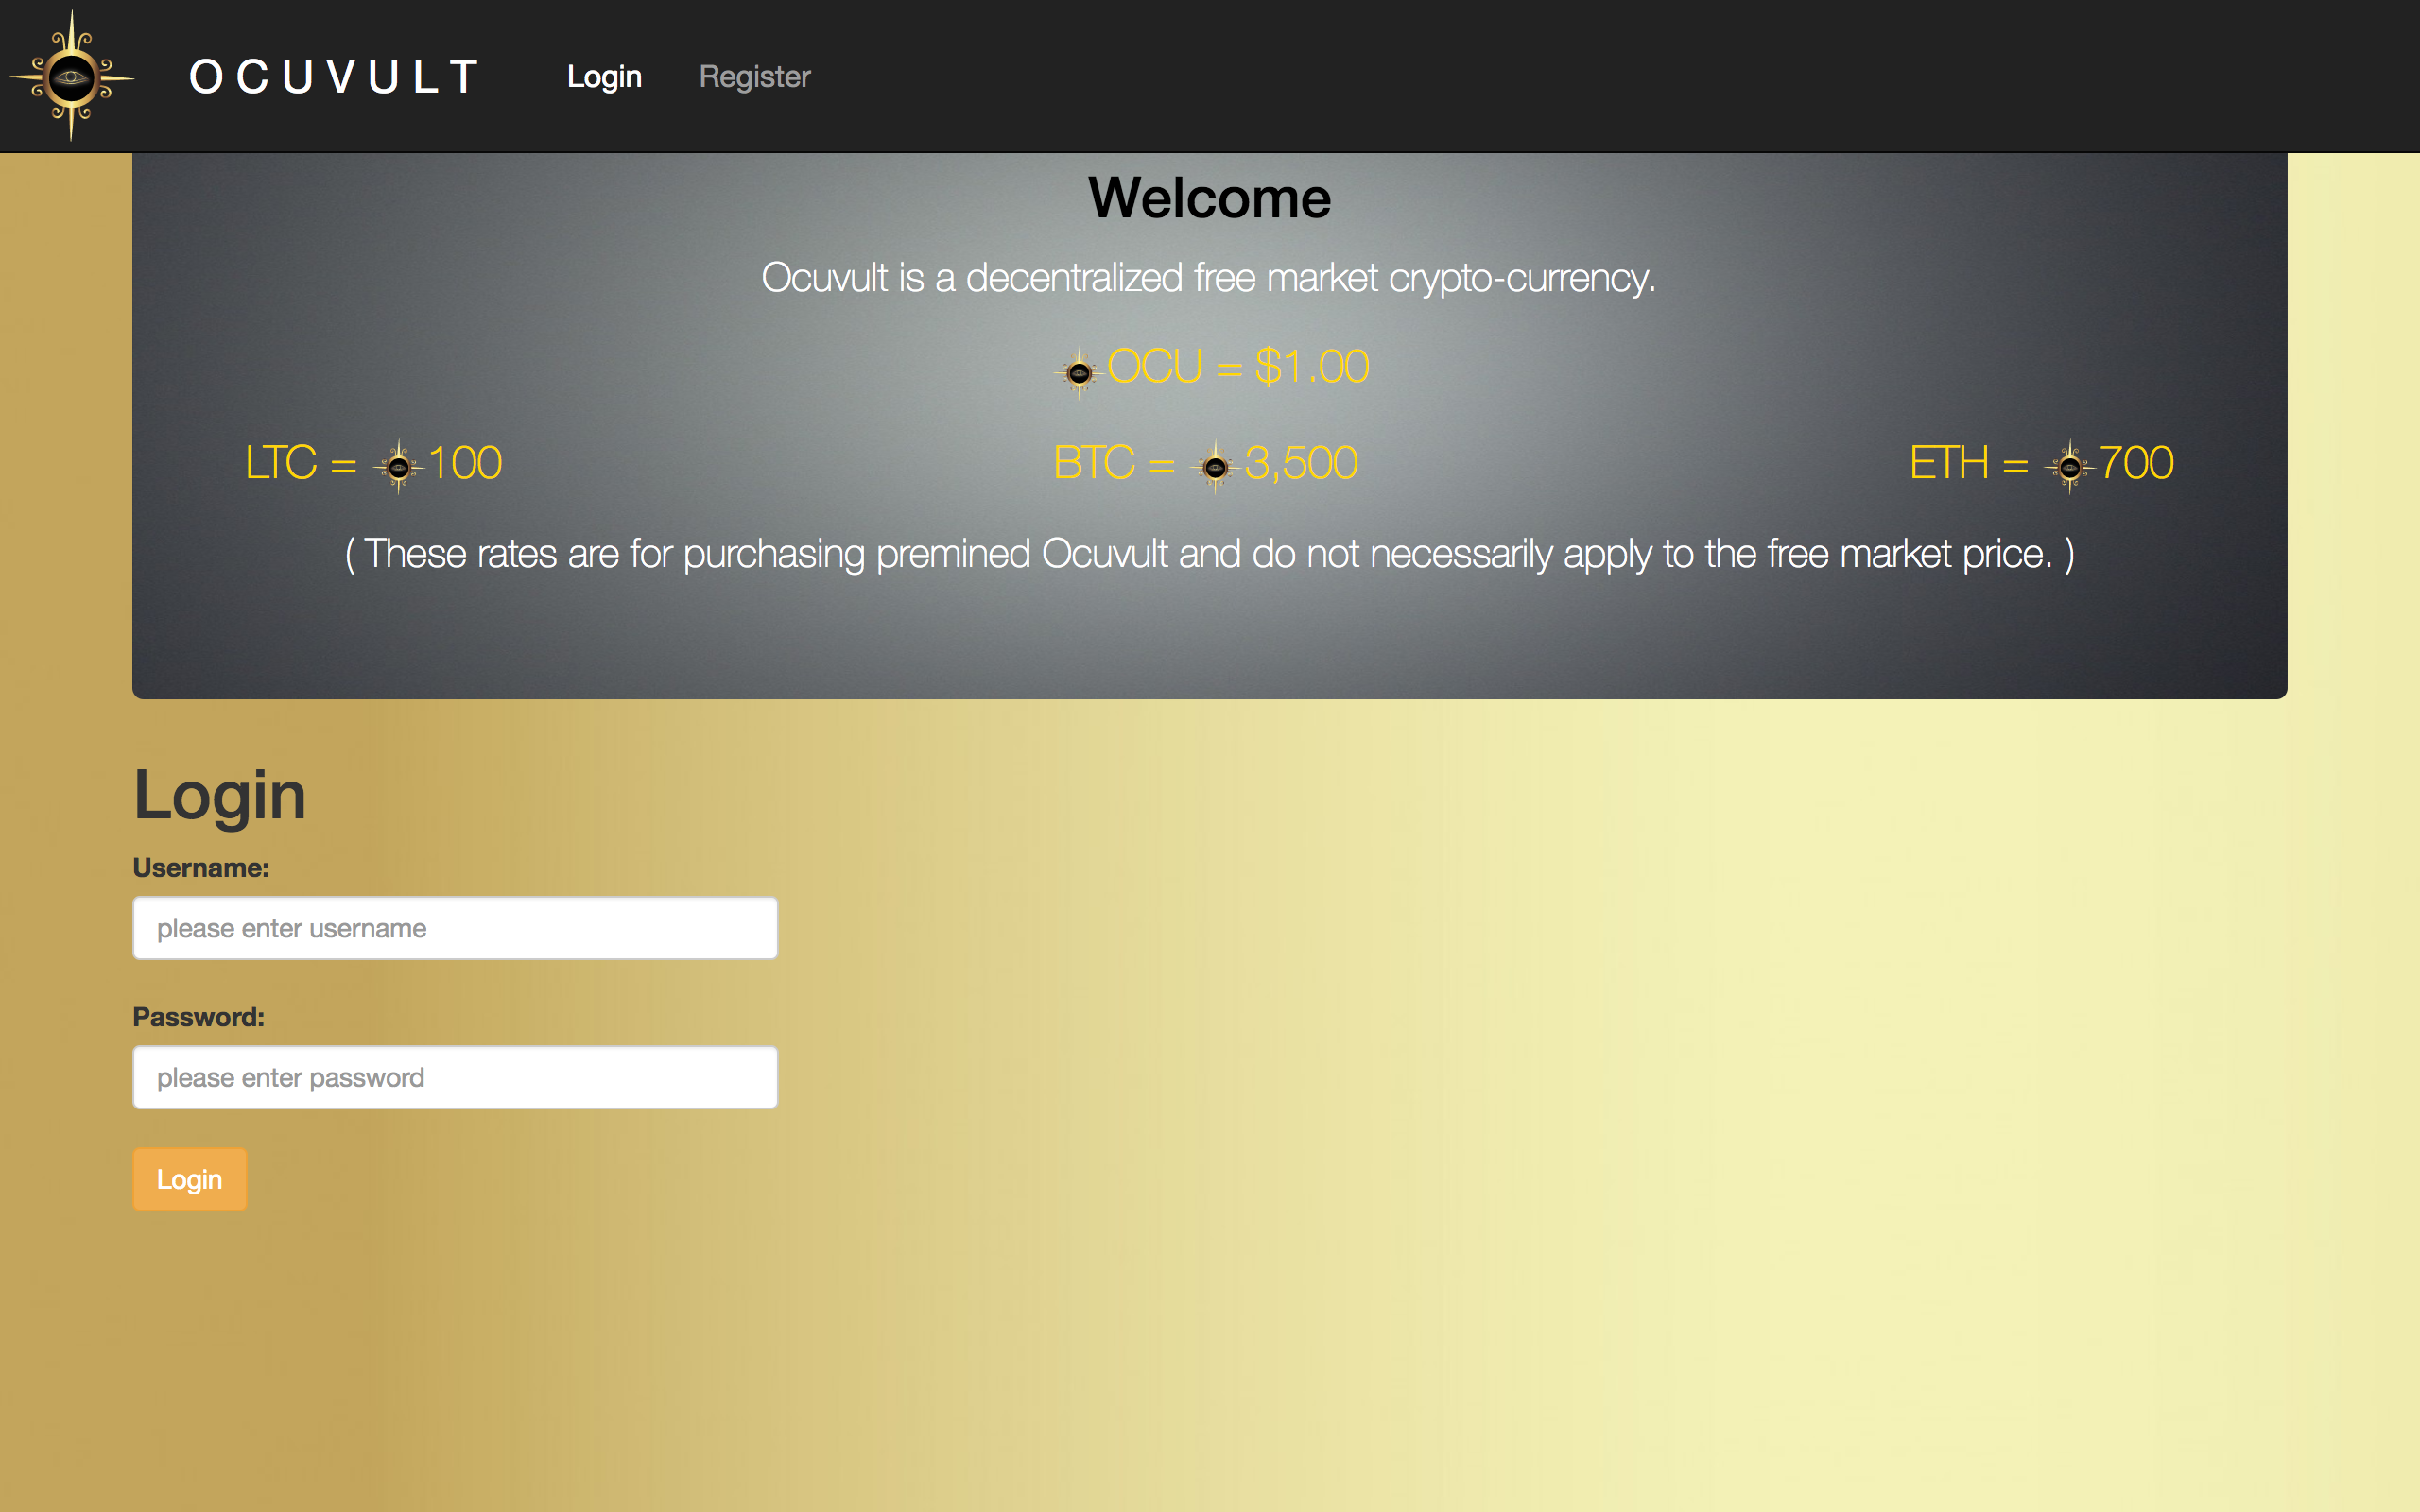 OCUVULT Login Register
Welcome
Ocuvult is a decentralized free market crypto-currency.
OCU = $1.00
LTC = 100 BTC = 3,500 ETH = 700
( These rates are for purchasing premined Ocuvult and do not necessarily apply to the free market price. )
Login
Username:
please enter username
Password:
please enter password
Login